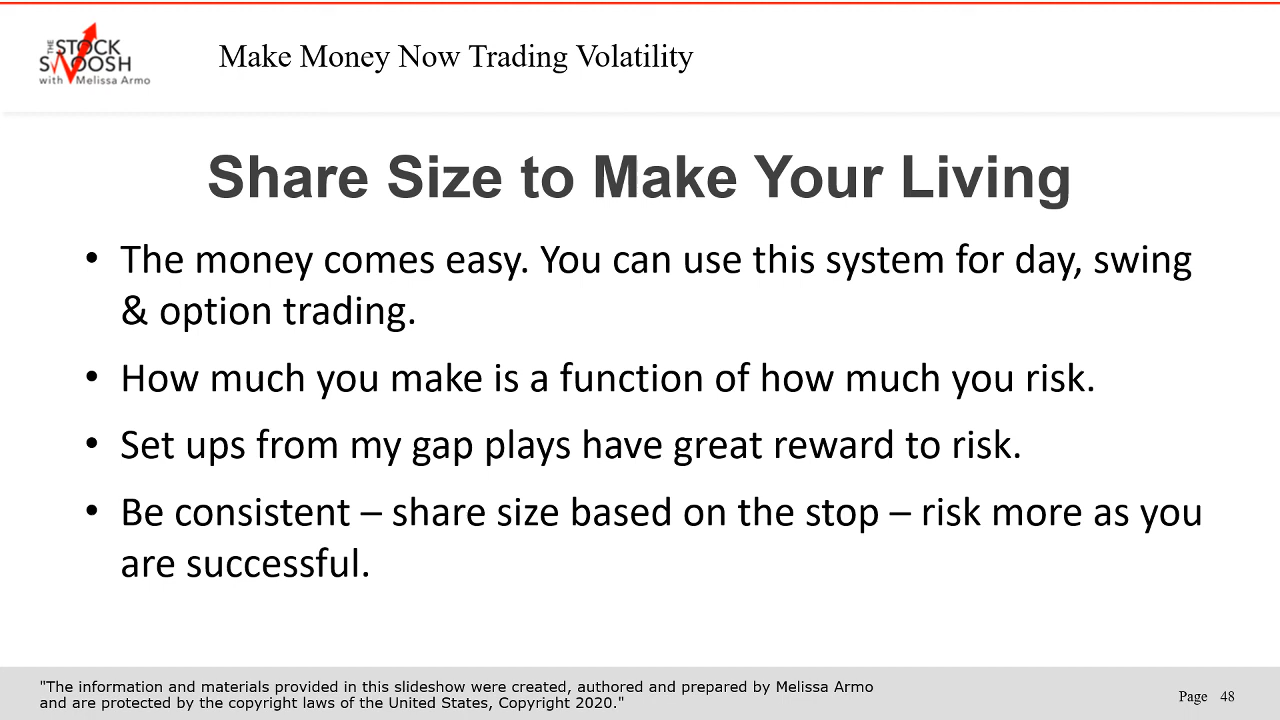 THE STOCK
SWOOSH
with Melissa Armo
Make Money Now Trading Volatility
Share Size to Make Your Living
• The money comes easy. You can use this system for day, swing
& option trading.
• How much you make is a function of how much you risk.
• Set ups from my gap plays have great reward to risk.
• Be consistent – share size based on the stop – risk more as you
are successful.
"The information and materials provided in this slideshow were created, authored and prepared by Melissa Armo
and are protected by the copyright laws of the United States, Copyright 2020."
Page 48